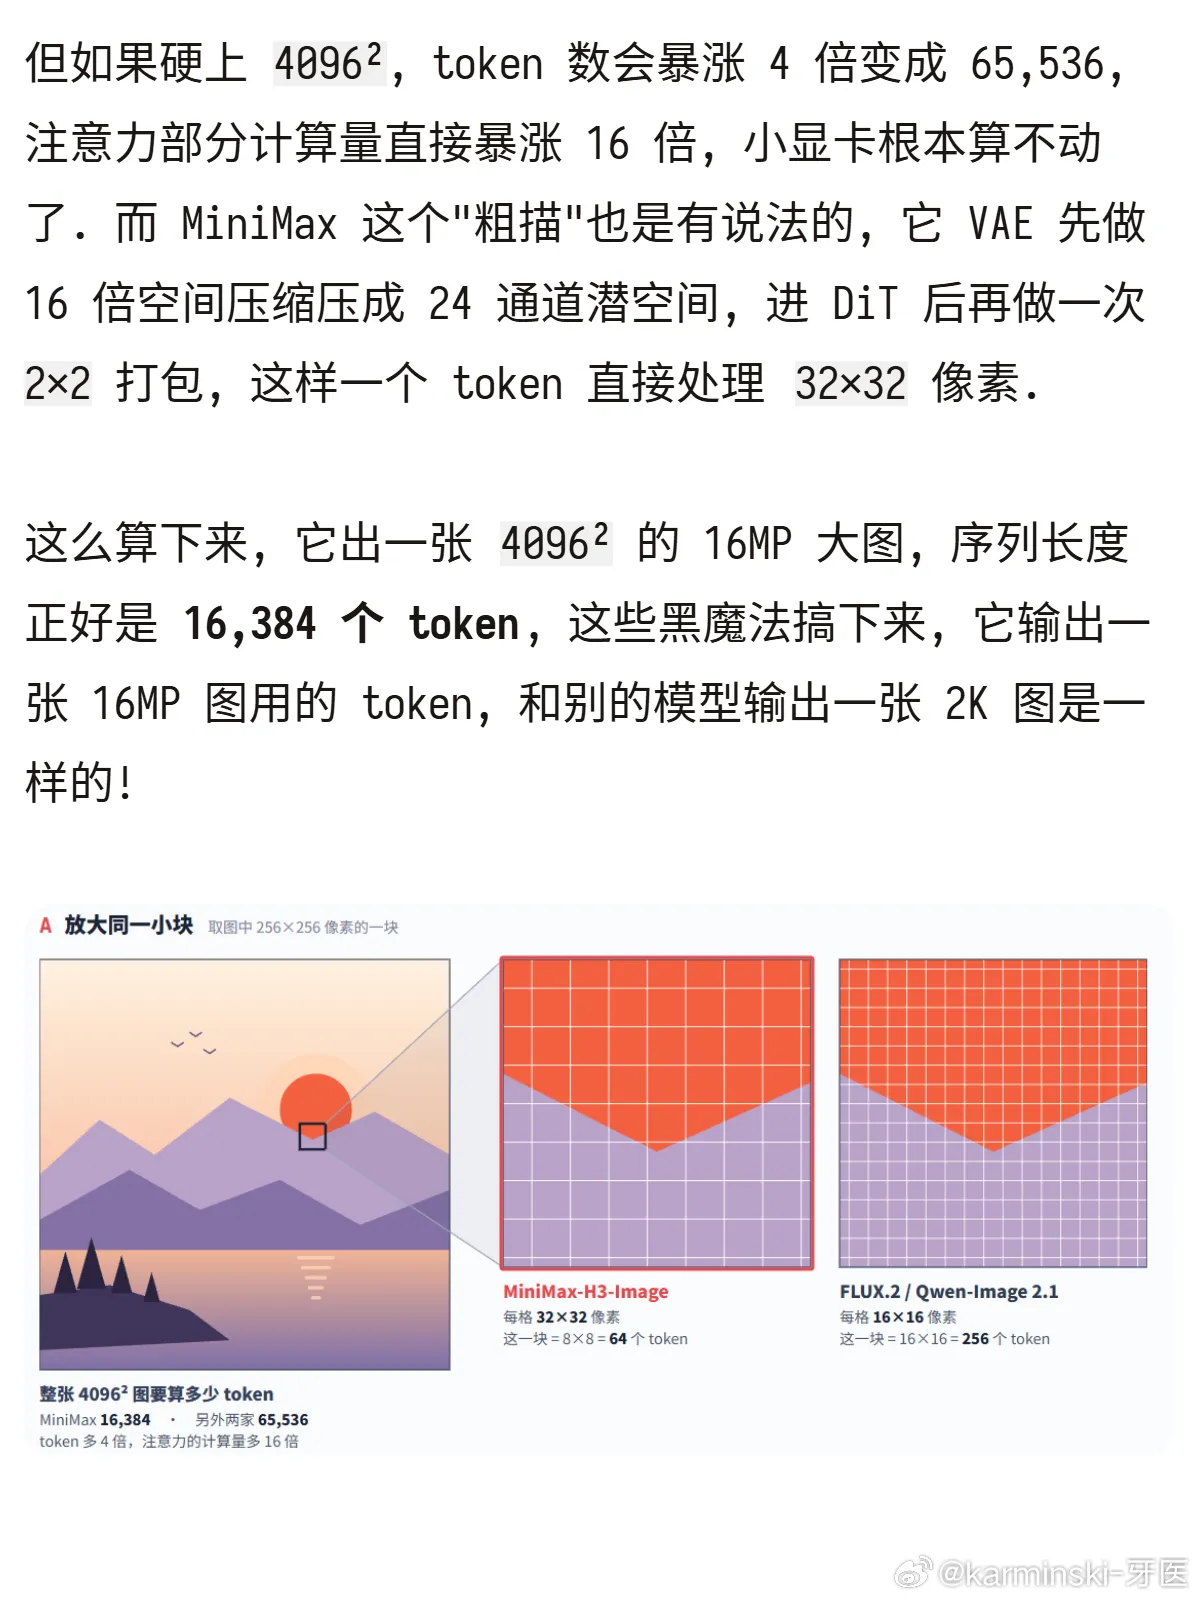 但如果硬上 4096², token 数会暴涨 4 倍变成 65,536,
注意力部分计算量直接暴涨 16 倍, 小显卡根本算不动
了. 而 MiniMax 这个"粗描"也是有说法的, 它 VAE 先做
16 倍空间压缩压成 24 通道潜空间, 进 DiT 后再做一次
2×2 打包, 这样一个 token 直接处理 32×32 像素.
这么算下来, 它出一张 4096² 的 16MP 大图, 序列长度
正好是 16,384 个 token, 这些黑魔法搞下来, 它输出一
张 16MP 图用的 token, 和别的模型输出一张 2K 图是一
样的!
A 放大同一小块 取图中 256×256 像素的一块
MiniMax-H3-Image
每格 32×32 像素
这一块 = 8×8 = 64 个 token
FLUX.2 / Qwen-Image 2.1
每格 16×16 像素
这一块 = 16×16 = 256 个 token
整张 4096² 图要算多少 token
MiniMax 16,384 · 另外两家 65,536
token 多 4 倍，注意力的计算量多 16 倍
@karminski-牙医